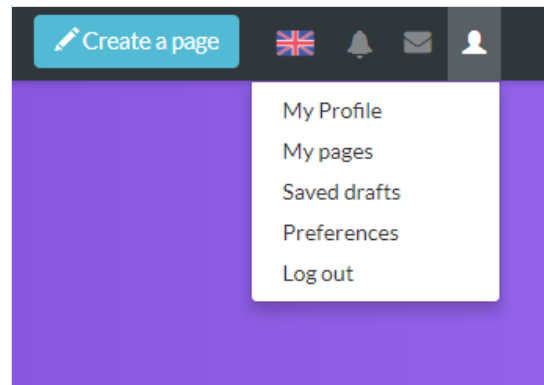 Create a page
My Profile
My pages
Saved drafts
Preferences
Log out